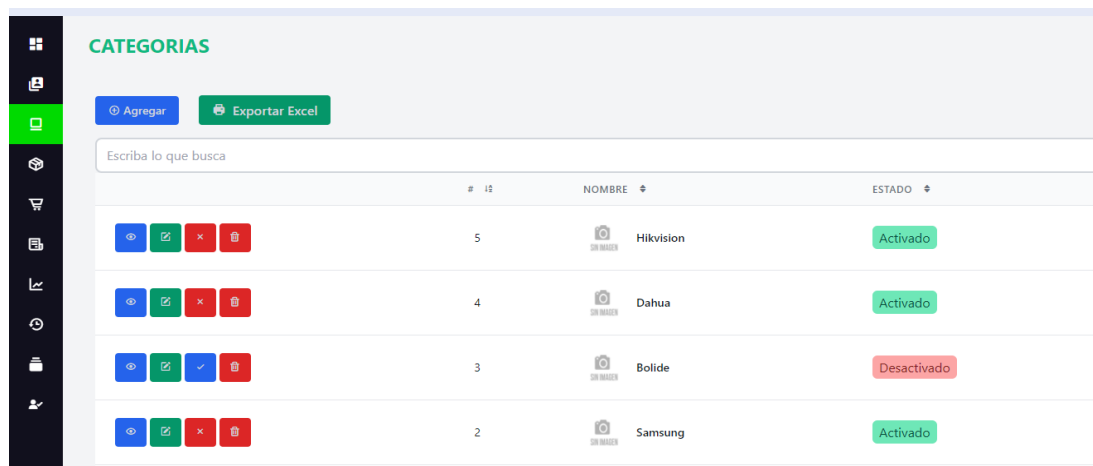 CATEGORIAS
Agregar Exportar Excel
Escriba lo que busca
# NOMBRE ESTADO
5 SIN IMAGEN Hikvision Activado
4 SIN IMAGEN Dahua Activado
3 SIN IMAGEN Bolide Desactivado
2 SIN IMAGEN Samsung Activado